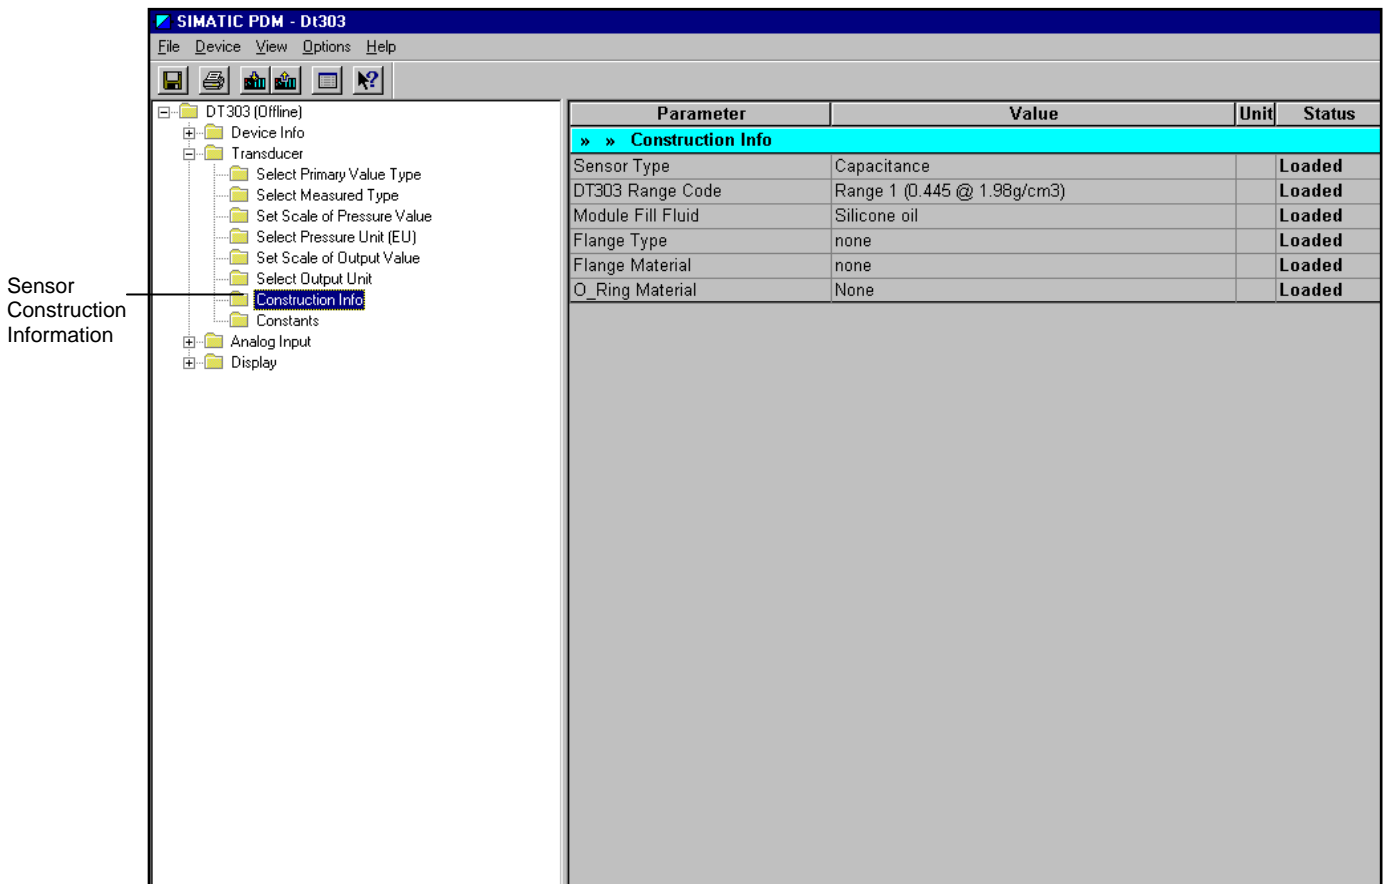 SIMATIC PDM - Dt303
File Device View Options Help
DT303 (Offline)
Device Info
Transducer
Select Primary Value Type
Select Measured Type
Set Scale of Pressure Value
Select Pressure Unit (EU)
Set Scale of Output Value
Select Output Unit
Construction Info
Constants
Analog Input
Display
Sensor
Construction
Information
Parameter Value Unit Status
» » Construction Info
Sensor Type Capacitance Loaded
DT303 Range Code Range 1 (0.445 @ 1.98g/cm3) Loaded
Module Fill Fluid Silicone oil Loaded
Flange Type none Loaded
Flange Material none Loaded
O_Ring Material None Loaded